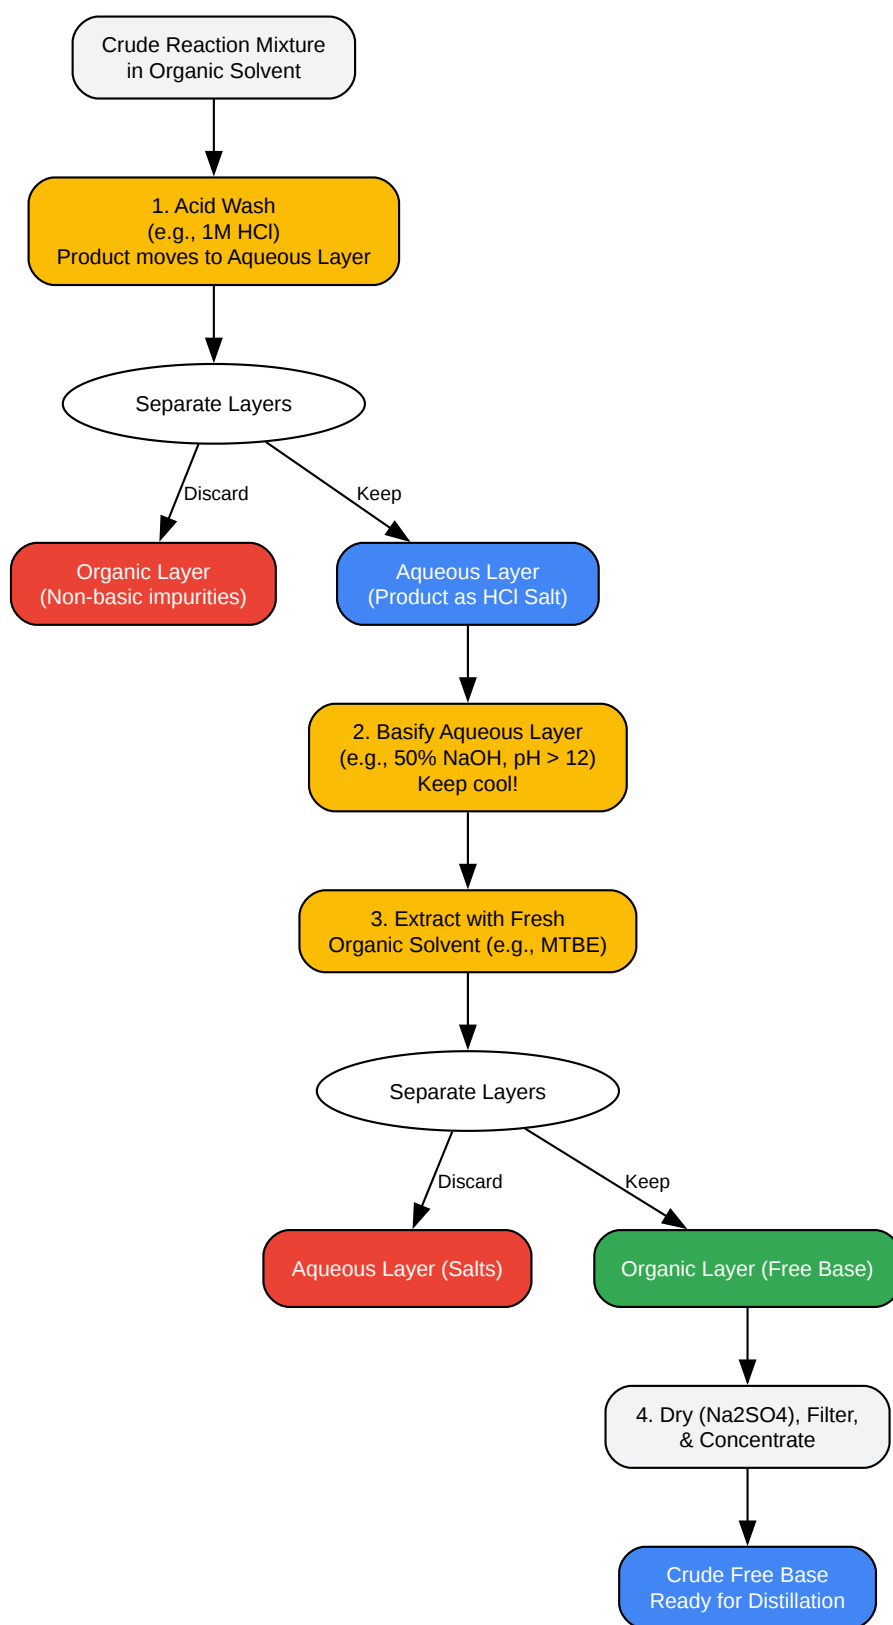 Crude Reaction Mixture
in Organic Solvent
1. Acid Wash
(e.g., 1M HCl)
Product moves to Aqueous Layer
Separate Layers
Discard
Keep
Organic Layer
(Non-basic impurities)
Aqueous Layer
(Product as HCl Salt)
2. Basify Aqueous Layer
(e.g., 50% NaOH, pH > 12)
Keep cool!
3. Extract with Fresh
Organic Solvent (e.g., MTBE)
Separate Layers
Discard
Keep
Aqueous Layer (Salts)
Organic Layer (Free Base)
4. Dry (Na2SO4), Filter,
& Concentrate
Crude Free Base
Ready for Distillation